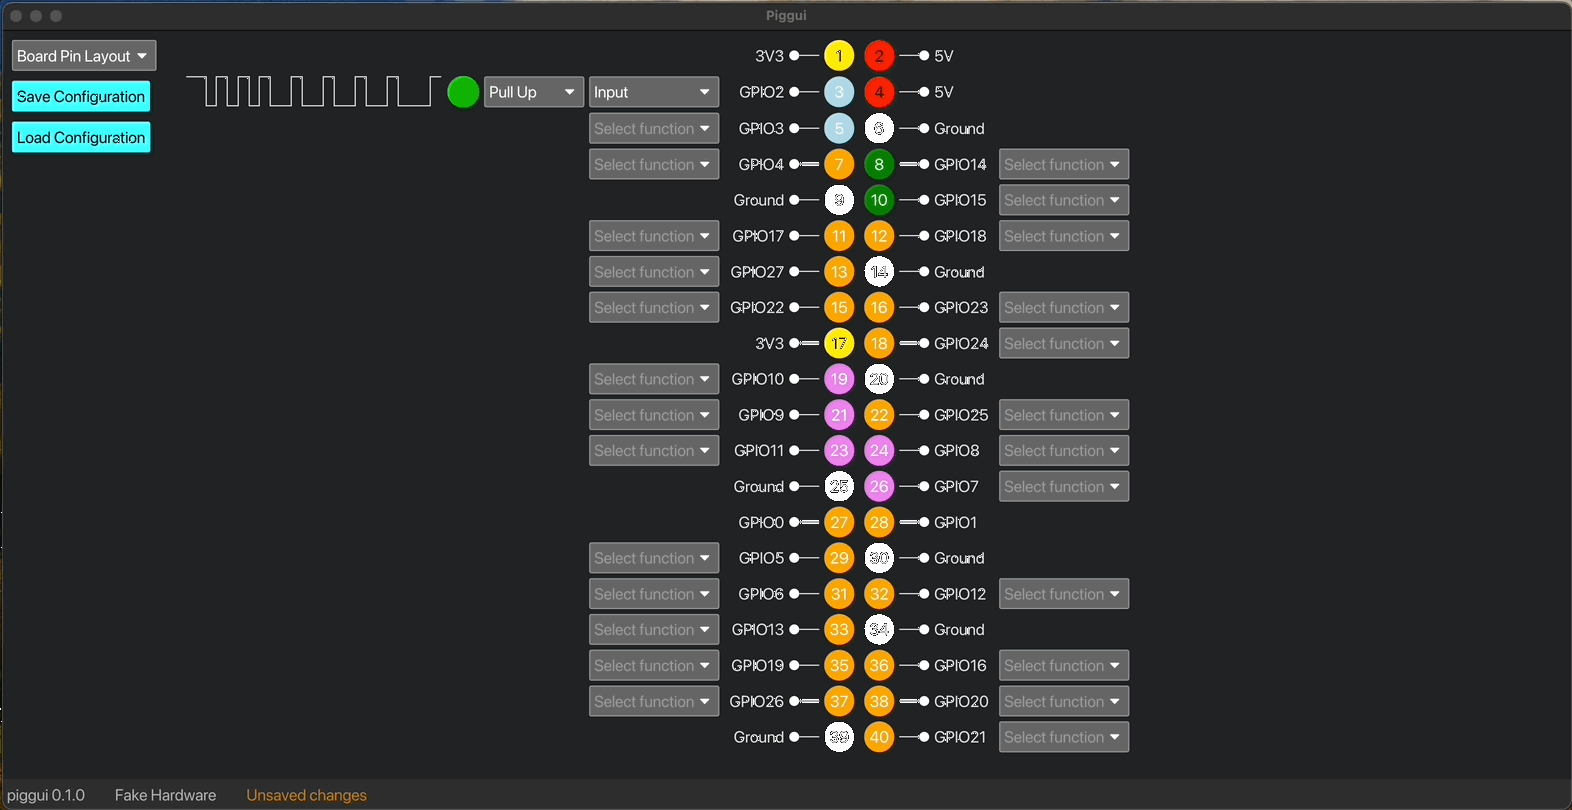 Piggui
Board Pin Layout
Save Configuration
Load Configuration
3V3 1 2 5V
Pull Up Input GPIO2 3 4 5V
Select function GPIO3 5 6 Ground
Select function GPIO4 7 8 GPIO14 Select function
Ground 9 10 GPIO15 Select function
Select function GPIO17 11 12 GPIO18 Select function
Select function GPIO27 13 14 Ground
Select function GPIO22 15 16 GPIO23 Select function
3V3 17 18 GPIO24 Select function
Select function GPIO10 19 20 Ground
Select function GPIO9 21 22 GPIO25 Select function
Select function GPIO11 23 24 GPIO8 Select function
Ground 25 26 GPIO7 Select function
GPIO0 27 28 GPIO1
Select function GPIO5 29 30 Ground
Select function GPIO6 31 32 GPIO12 Select function
Select function GPIO13 33 34 Ground
Select function GPIO19 35 36 GPIO16 Select function
Select function GPIO26 37 38 GPIO20 Select function
Ground 39 40 GPIO21 Select function
piggui 0.1.0 Fake Hardware Unsaved changes